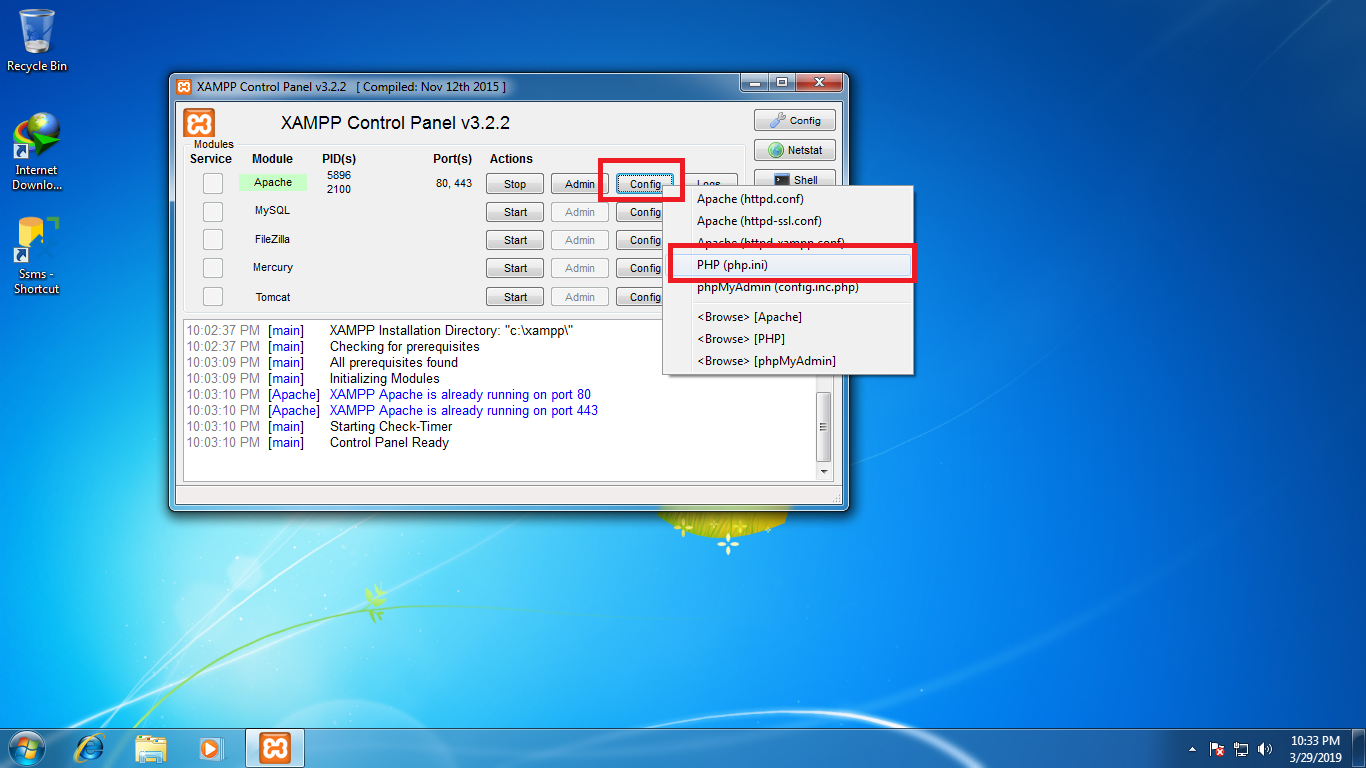 Recycle Bin
Internet
Downlo...
Ssms -
Shortcut
XAMPP Control Panel v3.2.2 [ Compiled: Nov 12th 2015 ]
XAMPP Control Panel v3.2.2
Config
Netstat
Shell
Modules
Service Module PID(s) Port(s) Actions
Apache 5896 2100 80, 443 Stop Admin Config Logs
MySQL Start Admin Config
FileZilla Start Admin Config
Mercury Start Admin Config
Tomcat Start Admin Config
Apache (httpd.conf)
Apache (httpd-ssl.conf)
Apache (httpd-xampp.conf)
PHP (php.ini)
phpMyAdmin (config.inc.php)
<Browse> [Apache]
<Browse> [PHP]
<Browse> [phpMyAdmin]
10:02:37 PM [main] XAMPP Installation Directory: "c:\xampp\"
10:02:37 PM [main] Checking for prerequisites
10:03:09 PM [main] All prerequisites found
10:03:09 PM [main] Initializing Modules
10:03:10 PM [Apache] XAMPP Apache is already running on port 80
10:03:10 PM [Apache] XAMPP Apache is already running on port 443
10:03:10 PM [main] Starting Check-Timer
10:03:10 PM [main] Control Panel Ready
10:33 PM
3/29/2019